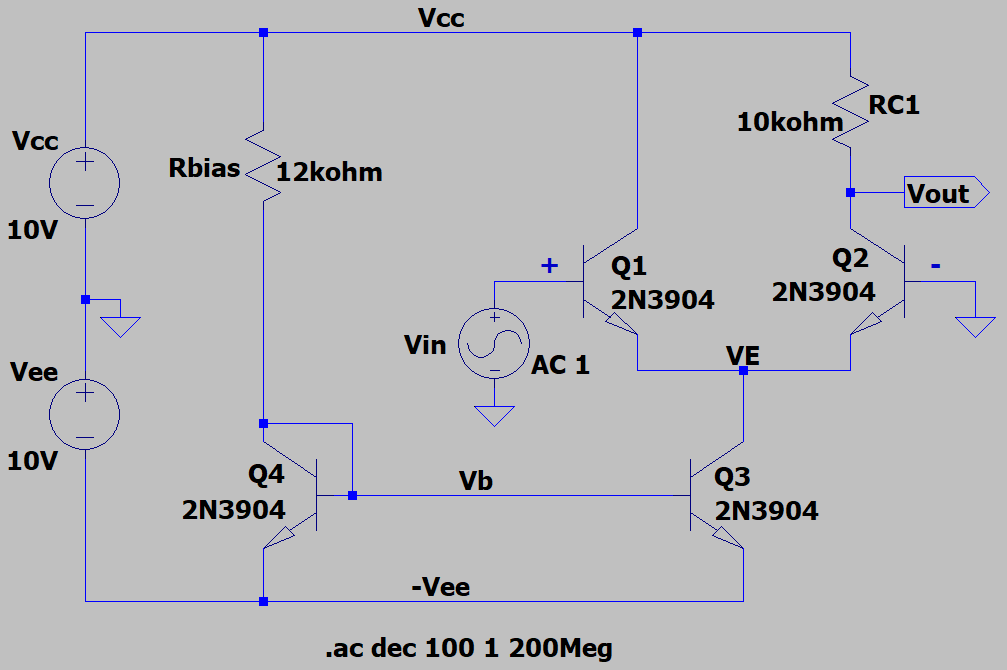 Vcc
Vcc
10V
Rbias
12kohm
RC1
10kohm
Vout
+
Q1
2N3904
Q2
2N3904
-
Vin
AC 1
VE
Vee
10V
Q4
2N3904
Vb
Q3
2N3904
-Vee
.ac dec 100 1 200Meg